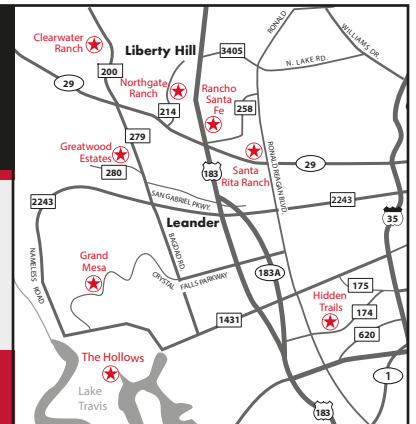 Clearwater
Ranch
Liberty Hill
RONALD
WILLIAMS DR.
3405
N. LAKE RD.
200
29
Northgate
Ranch
Rancho
Santa
Fe
214
258
279
Greatwood
Estates
280
183
Santa
Rita Ranch
29
RONALD REAGAN BLVD.
2243
SAN GABRIEL PKWY.
2243
35
Leander
NAMELESS ROAD
BAGDAD RD.
Grand
Mesa
CRYSTAL FALLS PARKWAY
183A
175
Hidden
Trails
174
1431
620
The Hollows
Lake
Travis
1
183